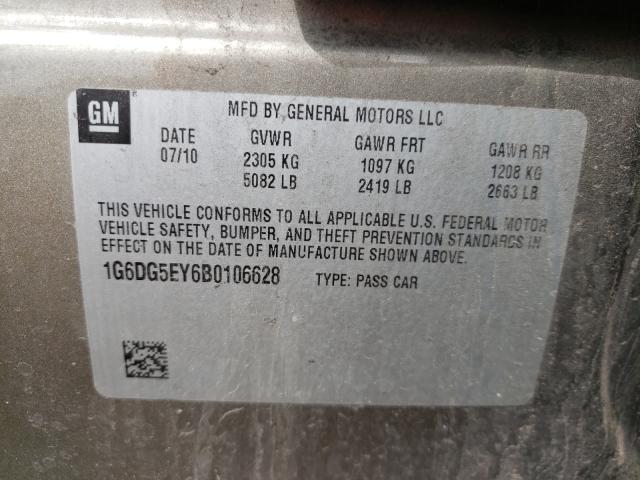 GM
MFD BY GENERAL MOTORS LLC
DATE GVWR GAWR FRT GAWR RR
07/10 2305 KG 1097 KG 1208 KG
5082 LB 2419 LB 2663 LB
THIS VEHICLE CONFORMS TO ALL APPLICABLE U.S. FEDERAL MOTOR
VEHICLE SAFETY, BUMPER, AND THEFT PREVENTION STANDARDS IN
EFFECT ON THE DATE OF MANUFACTURE SHOWN ABOVE.
1G6DG5EY6B0106628 TYPE: PASS CAR